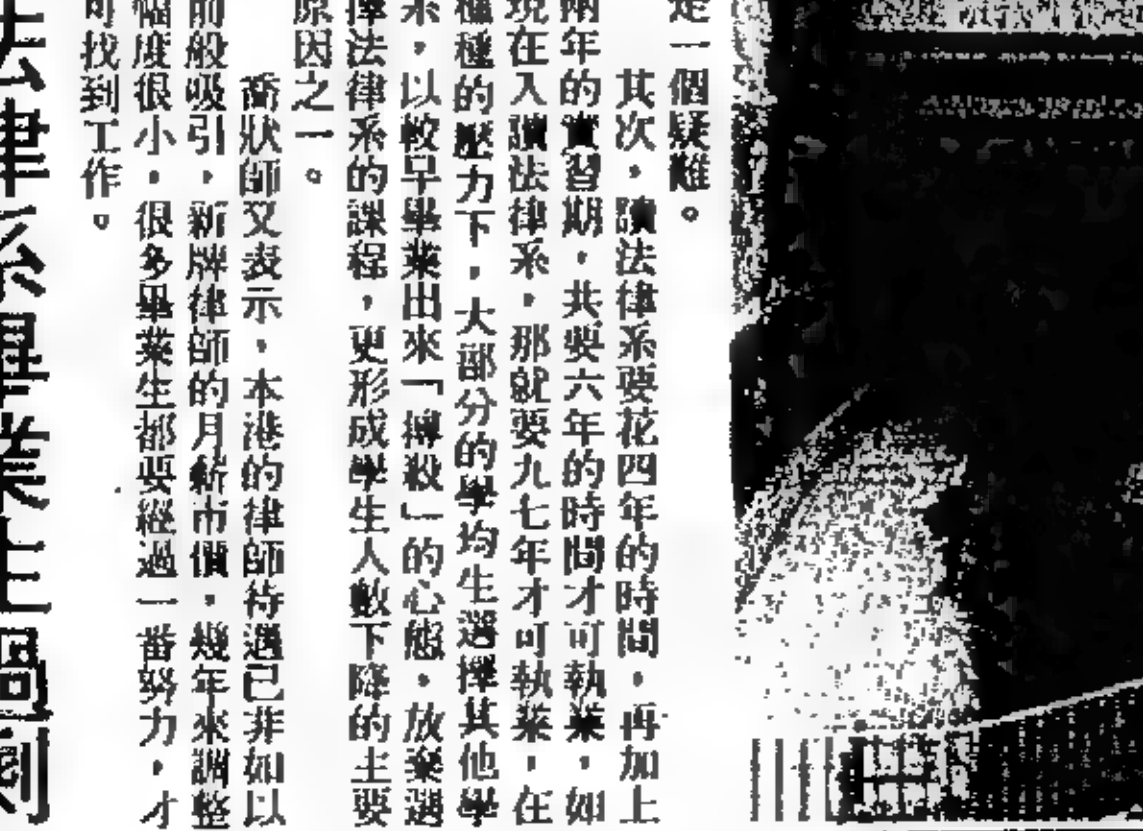 一個疑難。
其次，讀法律系要花四年的時間，再加上
兩年的實習期，共要六年的時間才可執業，如
現在入讀法律系，那就要九七年才可執業，在
種種的壓力下，大部分的學均生選擇其他學
系，以較早畢業出來「搏殺」的心態，放棄選
擇法律系的課程，更形成學生人數下降的主要
原因之一。
喬狀師又表示，本港的律師待遇已非如以
前般吸引，新牌律師的月薪市價，幾年來調整
幅度很小，很多畢業生都要經過一番努力，才
可找到工作。
法律系畢業生過剩